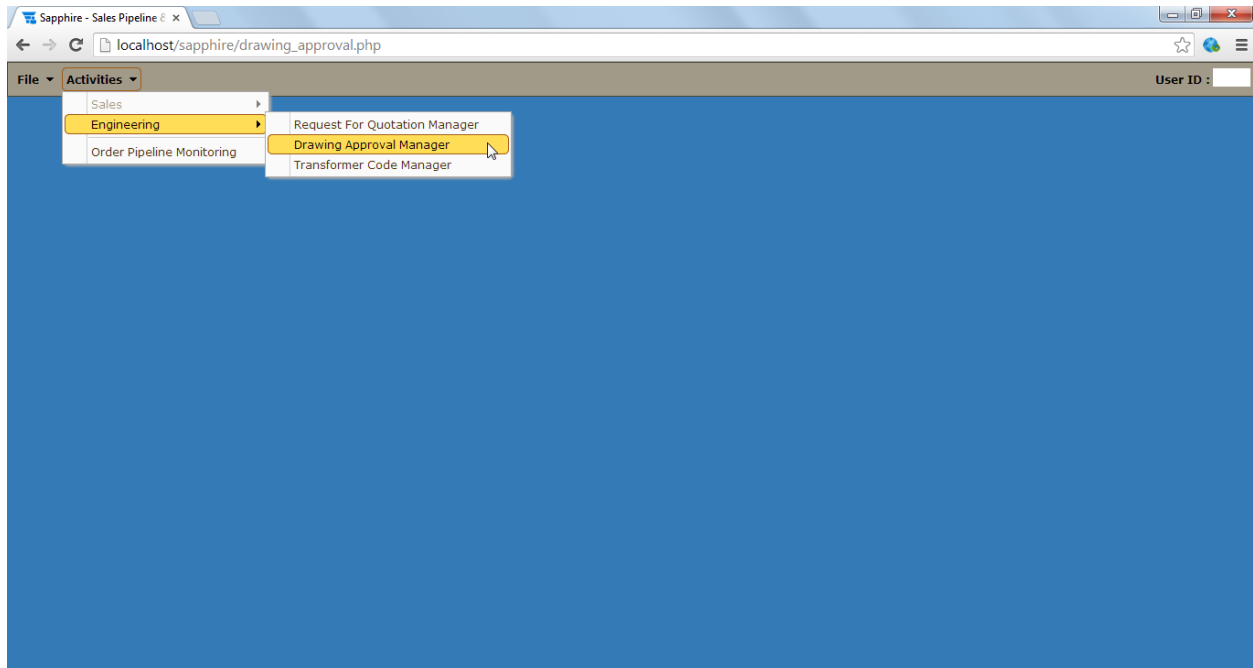 Sapphire - Sales Pipeline &
localhost/sapphire/drawing_approval.php
File Activities User ID :
Sales
Engineering Request For Quotation Manager
Drawing Approval Manager
Order Pipeline Monitoring
Transformer Code Manager